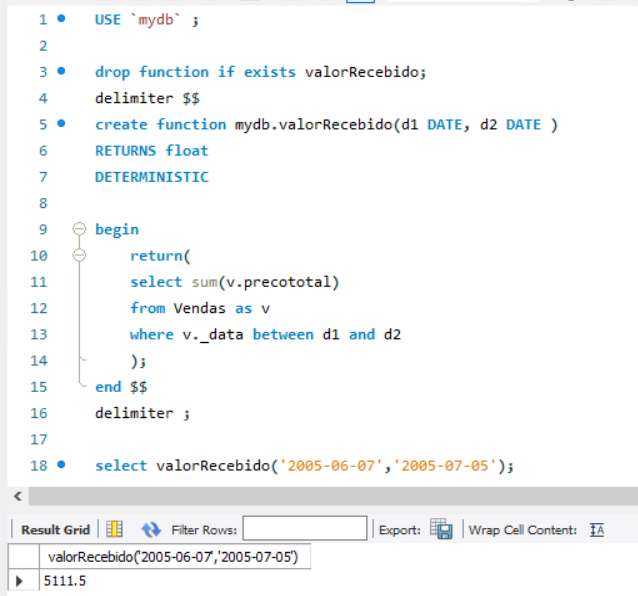 1 USE `mydb` ;
2
3 drop function if exists valorRecebido;
4 delimiter $$
5 create function mydb.valorRecebido(d1 DATE, d2 DATE )
6 RETURNS float
7 DETERMINISTIC
8
9 begin
10 return(
11 select sum(v.precototal)
12 from Vendas as v
13 where v._data between d1 and d2
14 );
15 end $$
16 delimiter ;
17
18 select valorRecebido('2005-06-07','2005-07-05');
Result Grid Filter Rows: Export: Wrap Cell Content:
valorRecebido('2005-06-07','2005-07-05')
5111.5